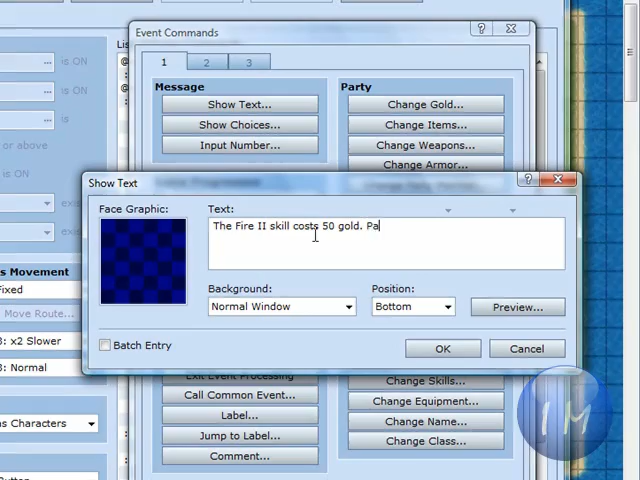 Event Commands
is ON
is ON
is
or above
is ON
1
2
3
Message
Show Text...
Show Choices...
Input Number...
Party
Change Gold...
Change Items...
Change Weapons...
Change Armor...
Show Text
Face Graphic:
Text:
The Fire II skill costs 50 gold. Pa
Background:
Normal Window
Position:
Bottom
Preview...
Batch Entry
OK
Cancel
s Movement
Fixed
Move Route...
3: x2 Slower
3: Normal
s Characters
Button
Exit Event Processing
Call Common Event...
Label...
Jump to Label...
Comment...
Change Skills...
Change Equipment...
Change Name...
Change Class...
IM